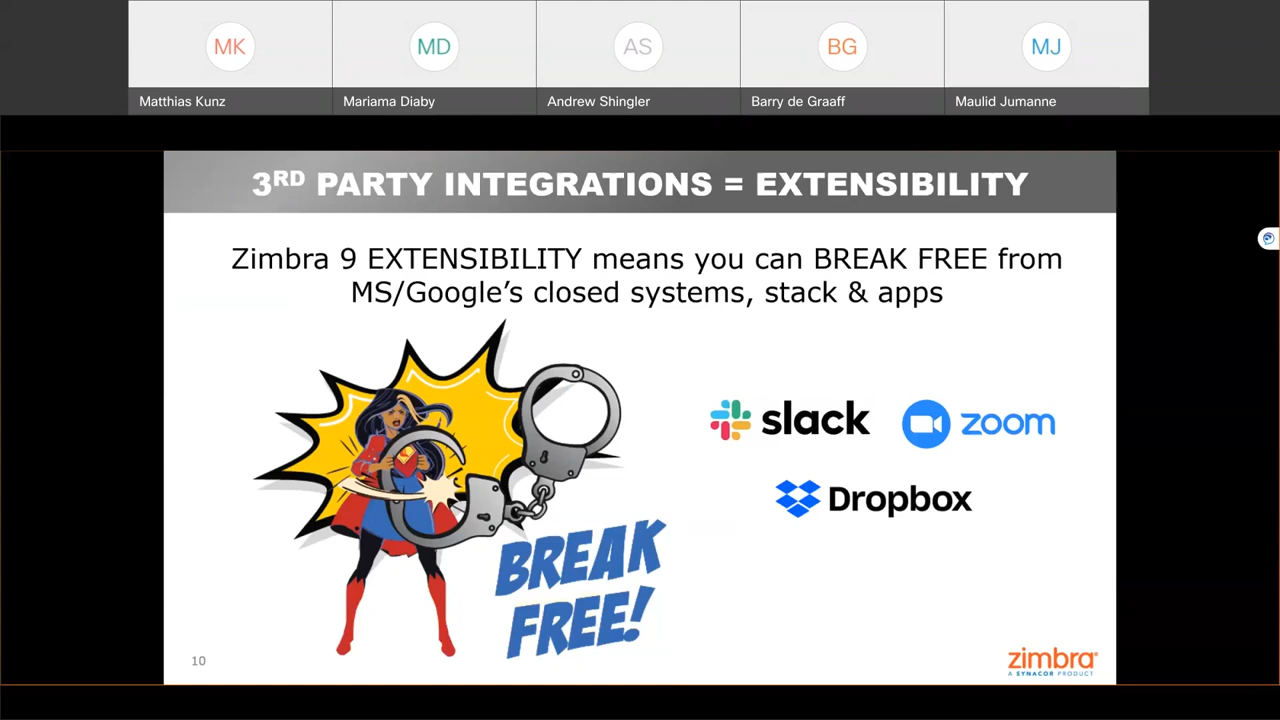 MK
MD
AS
BG
MJ
Matthias Kunz
Mariama Diaby
Andrew Shingler
Barry de Graaff
Maulid Jumanne
3RD PARTY INTEGRATIONS = EXTENSIBILITY
Zimbra 9 EXTENSIBILITY means you can BREAK FREE from
MS/Google’s closed systems, stack & apps
slack
zoom
Dropbox
BREAK
FREE!
10
zimbra®
A SYNACOR PRODUCT